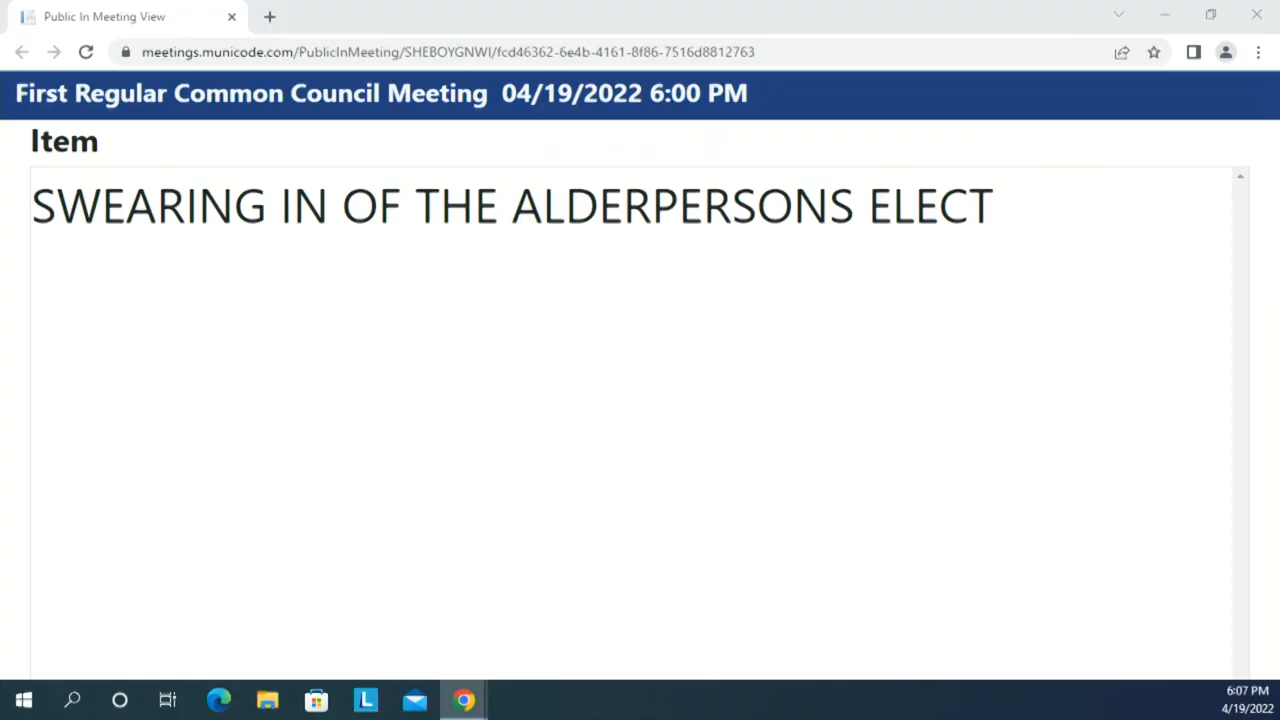 Public In Meeting View
meetings.municode.com/PublicInMeeting/SHEBOYGNWI/fcd46362-6e4b-4161-8f86-7516d8812763
First Regular Common Council Meeting 04/19/2022 6:00 PM
Item
SWEARING IN OF THE ALDERPERSONS ELECT
L
6:07 PM
4/19/2022